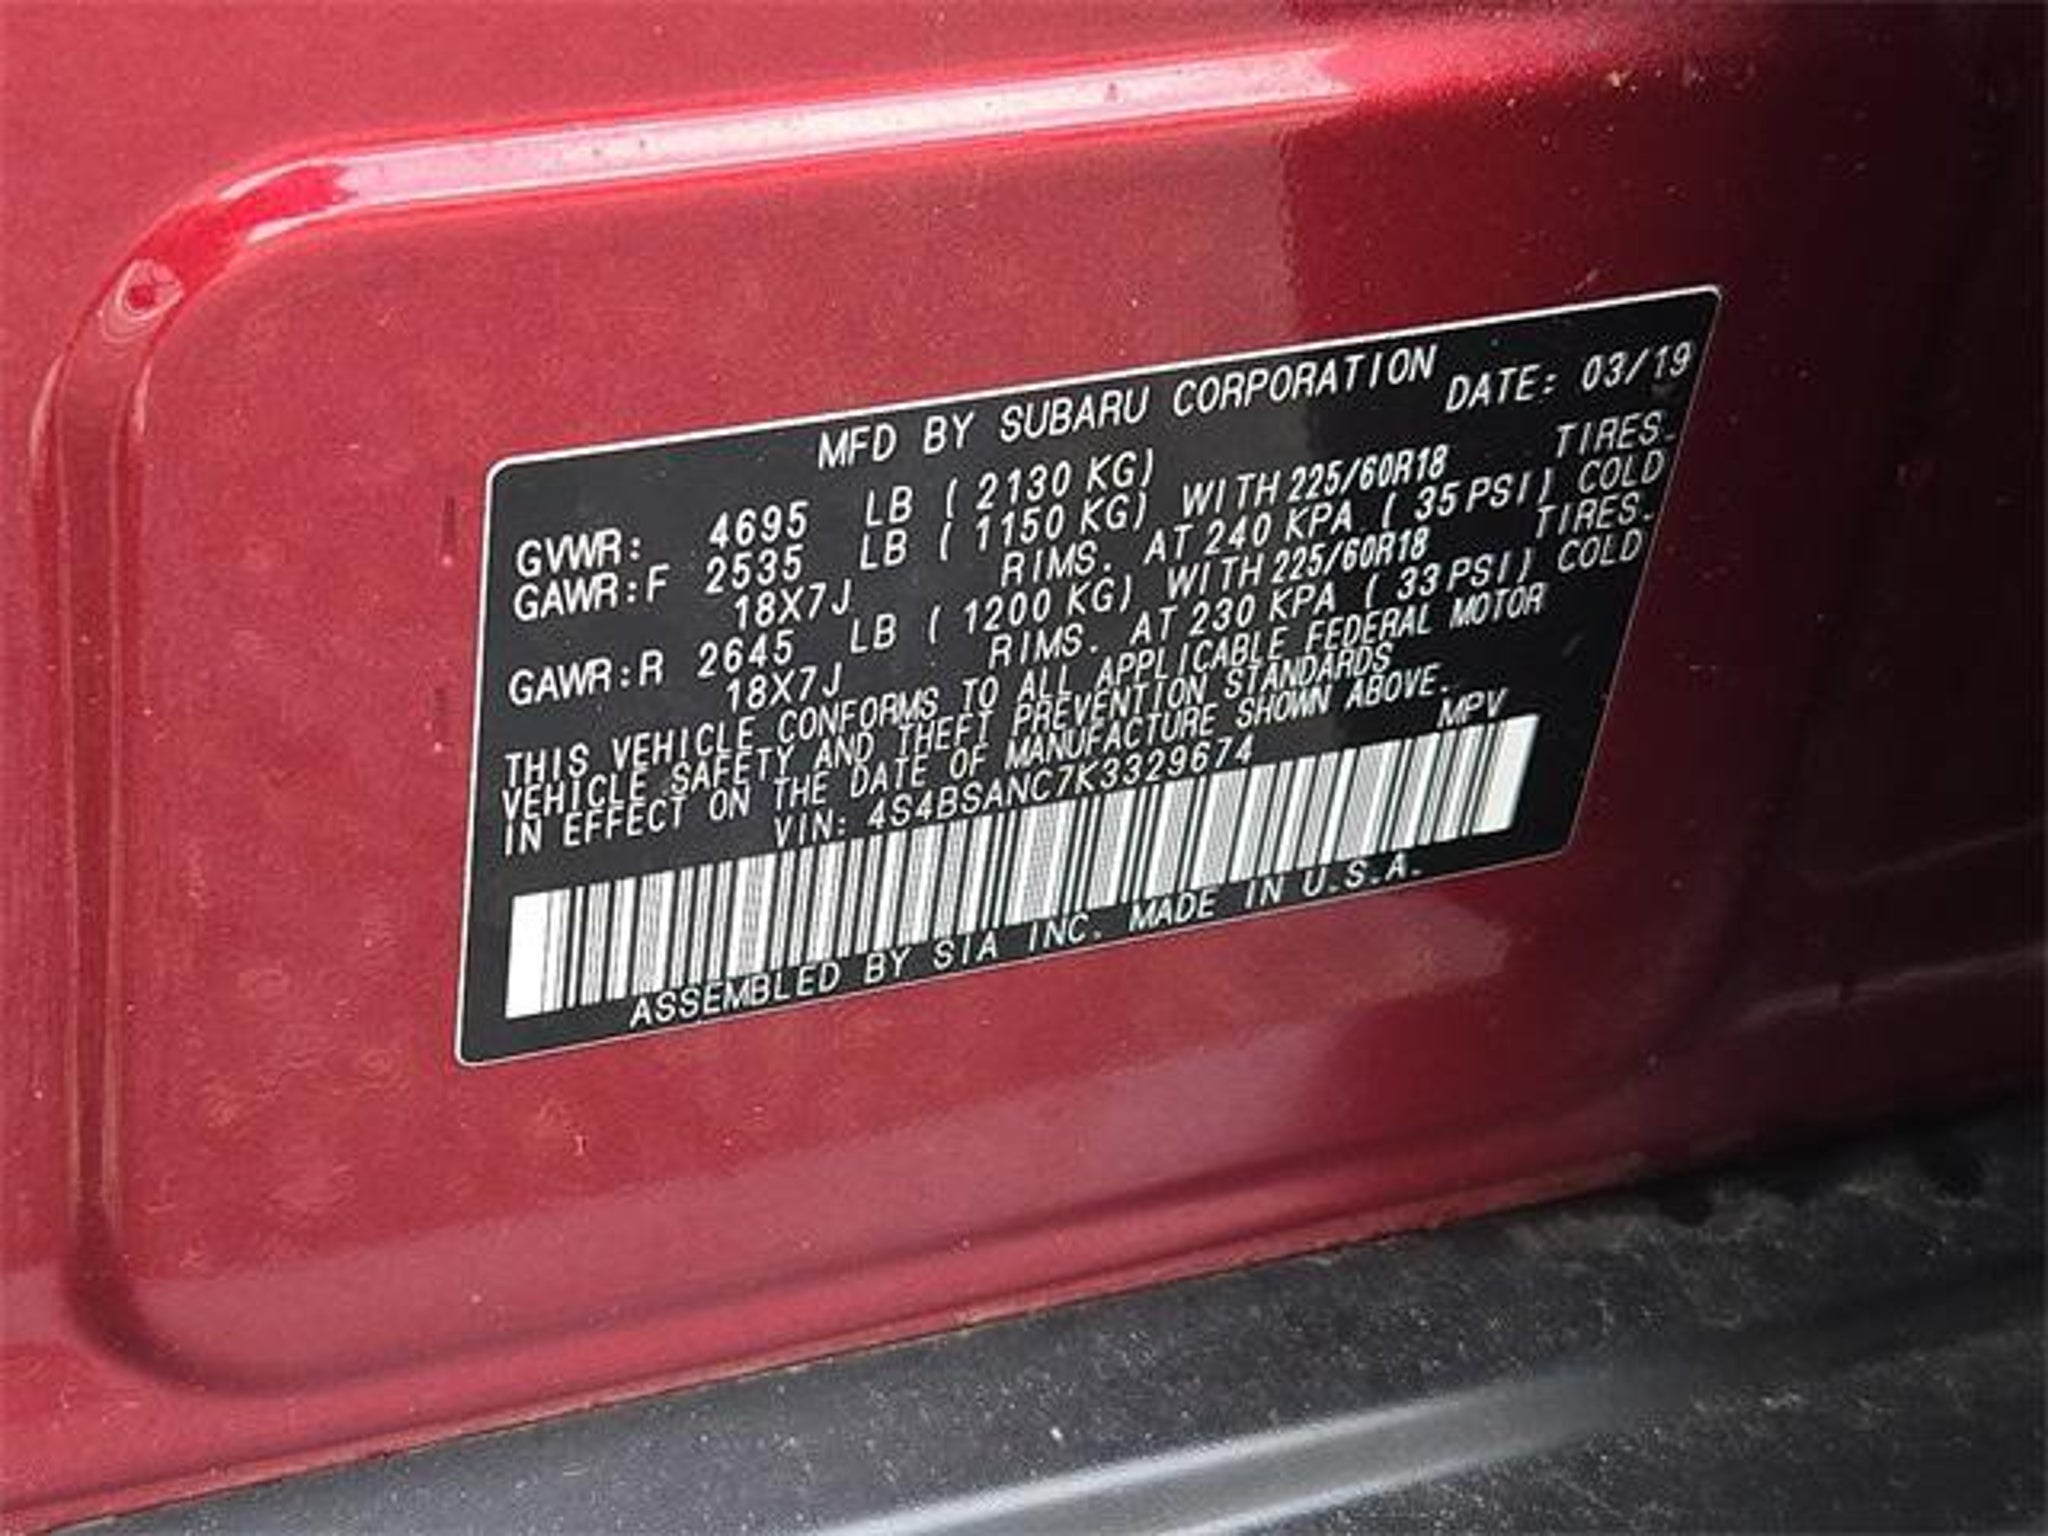 MFD BY SUBARU CORPORATION DATE: 03/19
GVWR: 4695 LB ( 2130 KG)
GAWR:F 2535 LB ( 1150 KG) WITH 225/60R18 TIRES.
18X7J RIMS. AT 240 KPA ( 35 PSI) COLD
GAWR:R 2645 LB ( 1200 KG) WITH 225/60R18 TIRES.
18X7J RIMS. AT 230 KPA ( 33 PSI) COLD
THIS VEHICLE CONFORMS TO ALL APPLICABLE FEDERAL MOTOR
VEHICLE SAFETY AND THEFT PREVENTION STANDARDS
IN EFFECT ON THE DATE OF MANUFACTURE SHOWN ABOVE.
VIN: 4S4BSANC7K3329674 MPV
ASSEMBLED BY SIA INC. MADE IN U.S.A.